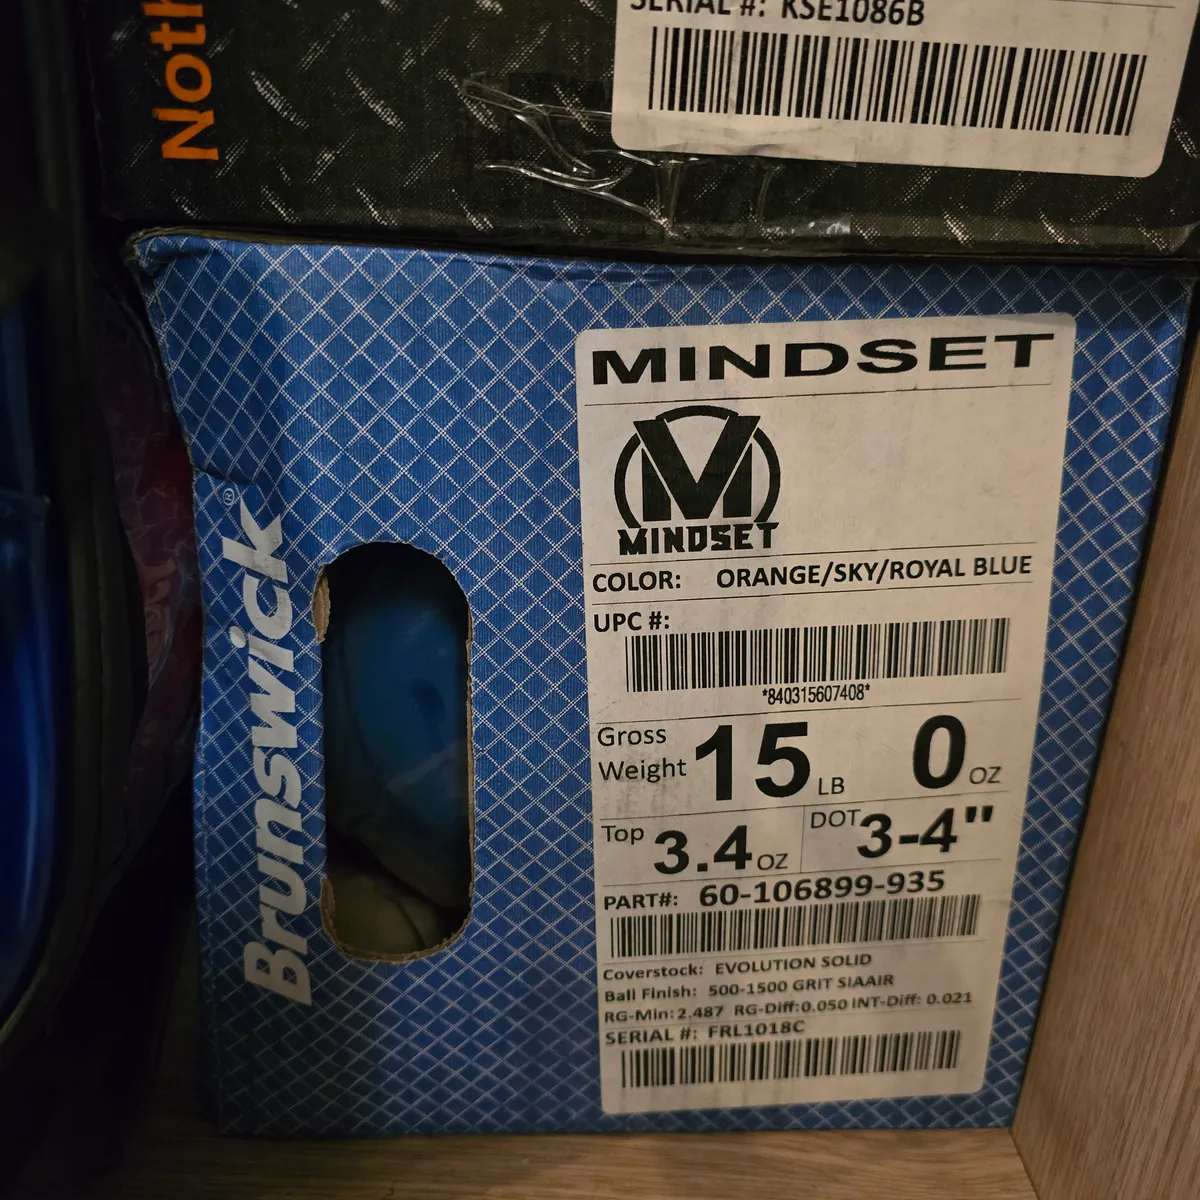 Noth
SERIAL #: KSE1086B
MINDSET
MINDSET
COLOR: ORANGE/SKY/ROYAL BLUE
UPC #:
*840315607408*
Gross Weight 15 LB 0 OZ
Top 3.4 OZ DOT 3-4"
PART#: 60-106899-935
Coverstock: EVOLUTION SOLID
Ball Finish: 500-1500 GRIT SIAAIR
RG-Min: 2.487 RG-Diff: 0.050 INT-Diff: 0.021
SERIAL #: FRL1018C
Brunswick®